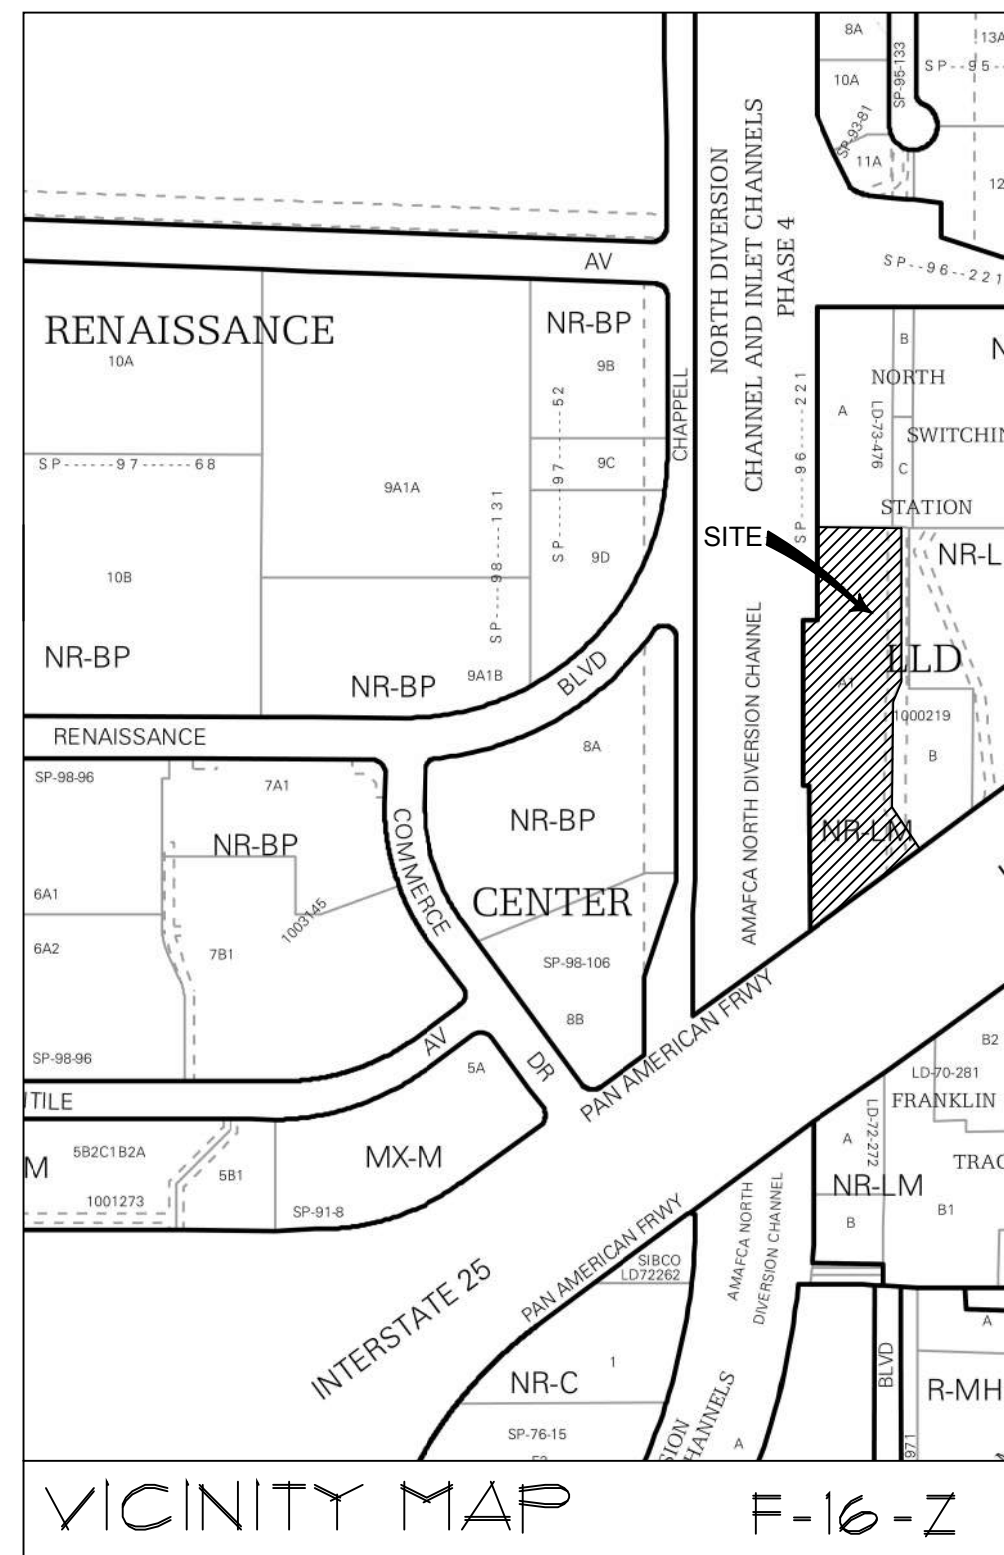 8A
13A
SP-95-133
SP--95--
10A
SP-93-81
11A
12
NORTH DIVERSION
CHANNEL AND INLET CHANNELS
PHASE 4
AV
SP--96--221
RENAISSANCE
10A
NR-BP
9B
B
NORTH
A
LD-73-476
SWITCHIN
C
STATION
CHAPPELL
SP------97------52
SP------96------221
SP------97------68
9A1A
9C
SP------98------131
9D
10B
SITE
NR-L
NR-BP
NR-BP
9A1B
BLVD
LLD
A1
1000219
B
RENAISSANCE
8A
AMAFCA NORTH DIVERSION CHANNEL
SP-98-96
7A1
NR-BP
COMMERCE
NR-BP
NR-LM
6A1
CENTER
1003145
6A2
7B1
SP-98-106
8B
PAN AMERICAN FRWY
SP-98-96
AV
5A
DR
B2
LD-70-281
TILE
FRANKLIN
LD-72-272
A
M
5B2C1B2A
5B1
MX-M
TRAC
NR-LM
1001273
SP-91-8
B
B1
PAN AMERICAN FRWY
AMAFCA NORTH
DIVERSION CHANNEL
SIBCO
LD72262
INTERSTATE 25
A
1
NR-C
BLVD
R-MH
SP-76-15
SION
HANNELS
A
971
VICINITY MAP F-16-Z